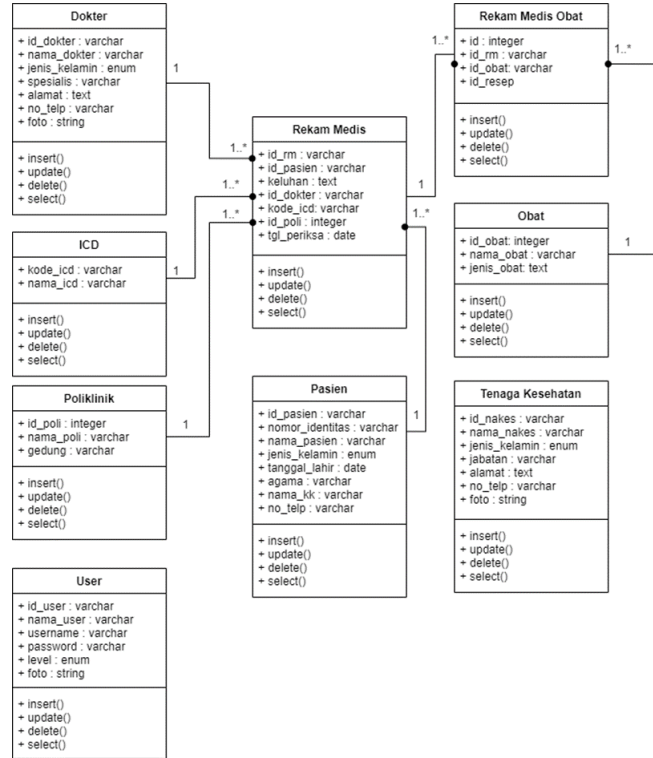 Dokter
+ id_dokter : varchar
+ nama_dokter : varchar
+ jenis_kelamin : enum
+ spesialis : varchar
+ alamat : text
+ no_telp : varchar
+ foto : string
+ insert()
+ update()
+ delete()
+ select()
1
1..*
ICD
+ kode_icd : varchar
+ nama_icd : varchar
+ insert()
+ update()
+ delete()
+ select()
1
1..*
Poliklinik
+ id_poli : integer
+ nama_poli : varchar
+ gedung : varchar
+ insert()
+ update()
+ delete()
+ select()
1
1..*
User
+ id_user : varchar
+ nama_user : varchar
+ username : varchar
+ password : varchar
+ level : enum
+ foto : string
+ insert()
+ update()
+ delete()
+ select()
Rekam Medis
+ id_rm : varchar
+ id_pasien : varchar
+ keluhan : text
+ id_dokter : varchar
+ kode_icd: varchar
+ id_poli : integer
+ tgl_periksa : date
+ insert()
+ update()
+ delete()
+ select()
1
1..*
1..*
Pasien
+ id_pasien : varchar
+ nomor_identitas : varchar
+ nama_pasien : varchar
+ jenis_kelamin : enum
+ tanggal_lahir : date
+ agama : varchar
+ nama_kk : varchar
+ no_telp : varchar
+ insert()
+ update()
+ delete()
+ select()
1
Rekam Medis Obat
+ id : integer
+ id_rm : varchar
+ id_obat: varchar
+ id_resep
+ insert()
+ update()
+ delete()
+ select()
1..*
Obat
+ id_obat: integer
+ nama_obat : varchar
+ jenis_obat: text
+ insert()
+ update()
+ delete()
+ select()
1
Tenaga Kesehatan
+ id_nakes : varchar
+ nama_nakes : varchar
+ jenis_kelamin : enum
+ jabatan : varchar
+ alamat : text
+ no_telp : varchar
+ foto : string
+ insert()
+ update()
+ delete()
+ select()